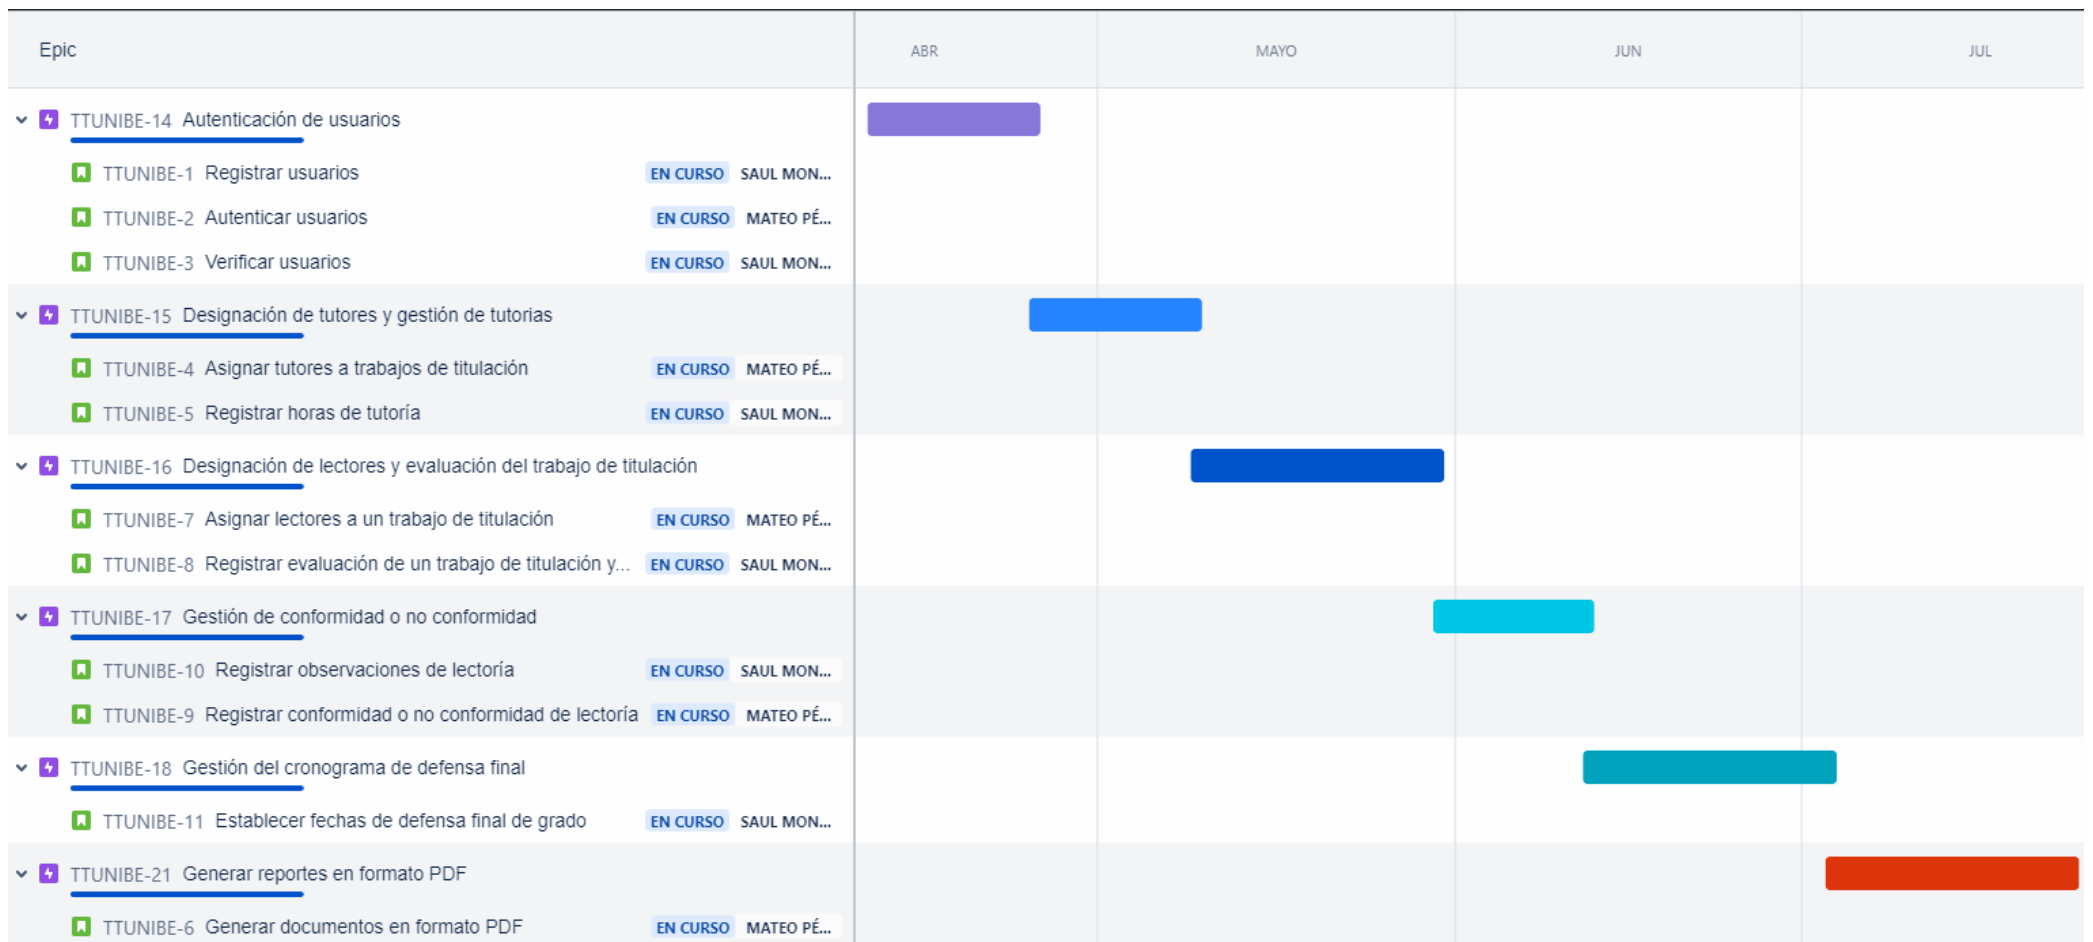 Epic ABR MAYO JUN JUL
TTUNIBE-14 Autenticación de usuarios
TTUNIBE-1 Registrar usuarios EN CURSO SAUL MON...
TTUNIBE-2 Autenticar usuarios EN CURSO MATEO PÉ...
TTUNIBE-3 Verificar usuarios EN CURSO SAUL MON...
TTUNIBE-15 Designación de tutores y gestión de tutorias
TTUNIBE-4 Asignar tutores a trabajos de titulación EN CURSO MATEO PÉ...
TTUNIBE-5 Registrar horas de tutoría EN CURSO SAUL MON...
TTUNIBE-16 Designación de lectores y evaluación del trabajo de titulación
TTUNIBE-7 Asignar lectores a un trabajo de titulación EN CURSO MATEO PÉ...
TTUNIBE-8 Registrar evaluación de un trabajo de titulación y... EN CURSO SAUL MON...
TTUNIBE-17 Gestión de conformidad o no conformidad
TTUNIBE-10 Registrar observaciones de lectoría EN CURSO SAUL MON...
TTUNIBE-9 Registrar conformidad o no conformidad de lectoría EN CURSO MATEO PÉ...
TTUNIBE-18 Gestión del cronograma de defensa final
TTUNIBE-11 Establecer fechas de defensa final de grado EN CURSO SAUL MON...
TTUNIBE-21 Generar reportes en formato PDF
TTUNIBE-6 Generar documentos en formato PDF EN CURSO MATEO PÉ...